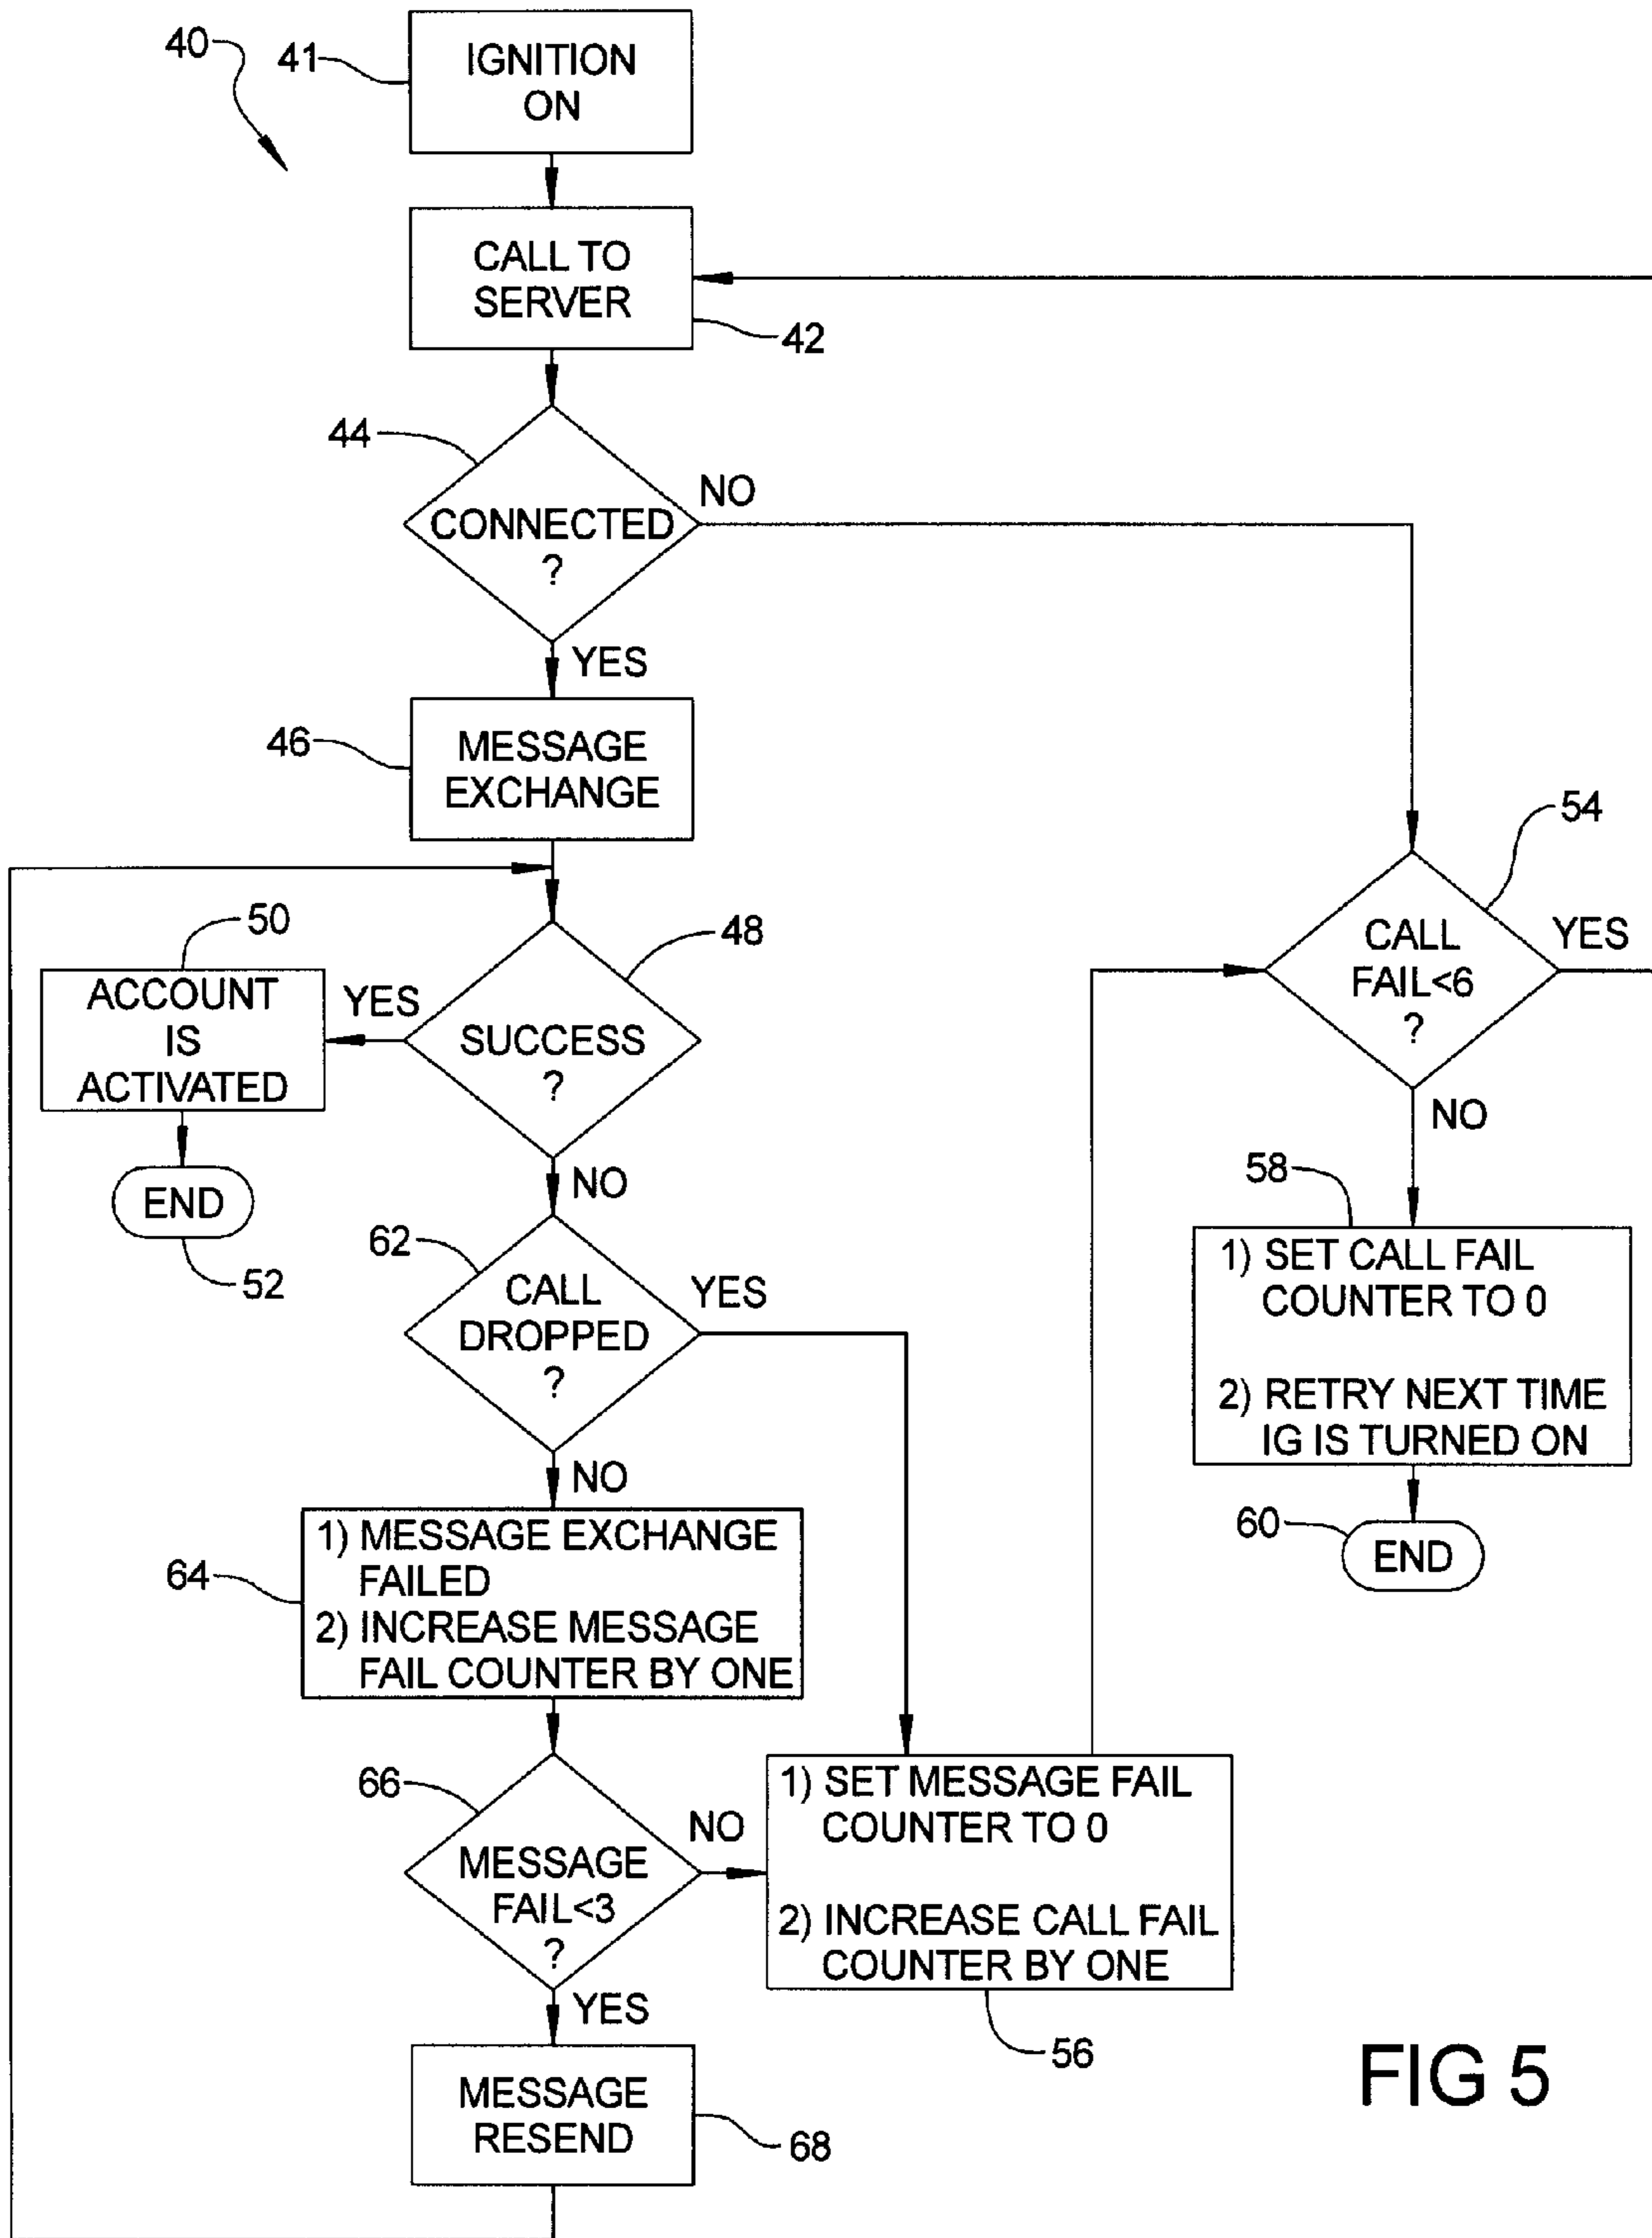 40
41
IGNITION
ON
CALL TO
SERVER
42
44
CONNECTED
?
NO
YES
46
MESSAGE
EXCHANGE
54
CALL
FAIL<6
?
YES
NO
50
ACCOUNT
IS
ACTIVATED
YES
48
SUCCESS
?
END
52
NO
58
1) SET CALL FAIL
COUNTER TO 0
2) RETRY NEXT TIME
IG IS TURNED ON
60
END
62
CALL
DROPPED
?
YES
NO
64
1) MESSAGE EXCHANGE
FAILED
2) INCREASE MESSAGE
FAIL COUNTER BY ONE
66
MESSAGE
FAIL<3
?
NO
YES
1) SET MESSAGE FAIL
COUNTER TO 0
2) INCREASE CALL FAIL
COUNTER BY ONE
56
MESSAGE
RESEND
68
FIG 5